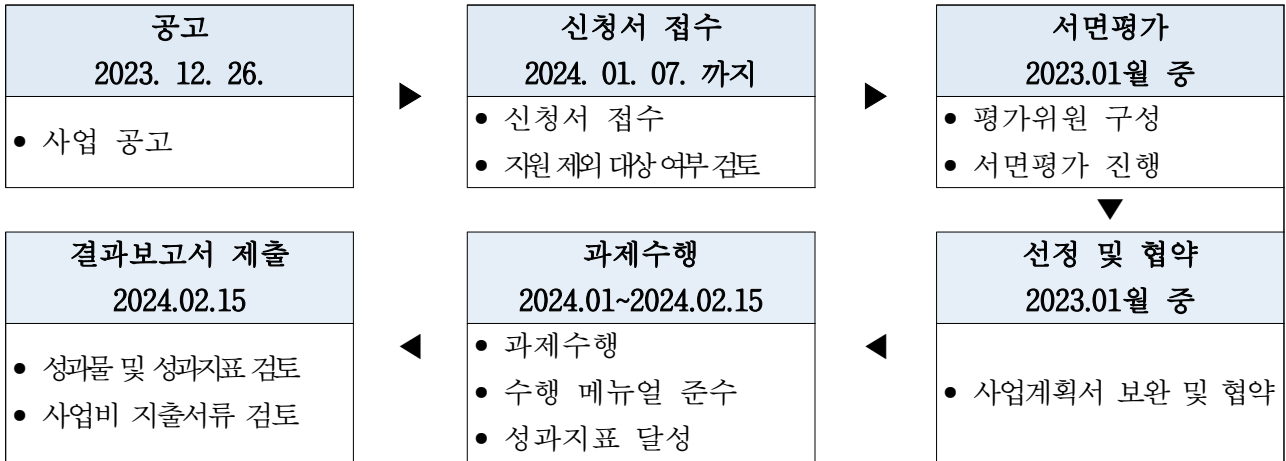 공고
2023. 12. 26.
• 사업 공고
▶
신청서 접수
2024. 01. 07. 까지
• 신청서 접수
• 지원 제외 대상 여부 검토
▶
서면평가
2023.01월 중
• 평가위원 구성
• 서면평가 진행
▼
선정 및 협약
2023.01월 중
• 사업계획서 보완 및 협약
◀
과제수행
2024.01~2024.02.15
• 과제수행
• 수행 메뉴얼 준수
• 성과지표 달성
◀
결과보고서 제출
2024.02.15
• 성과물 및 성과지표 검토
• 사업비 지출서류 검토